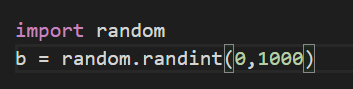 import random
b = random.randint(0,1000)